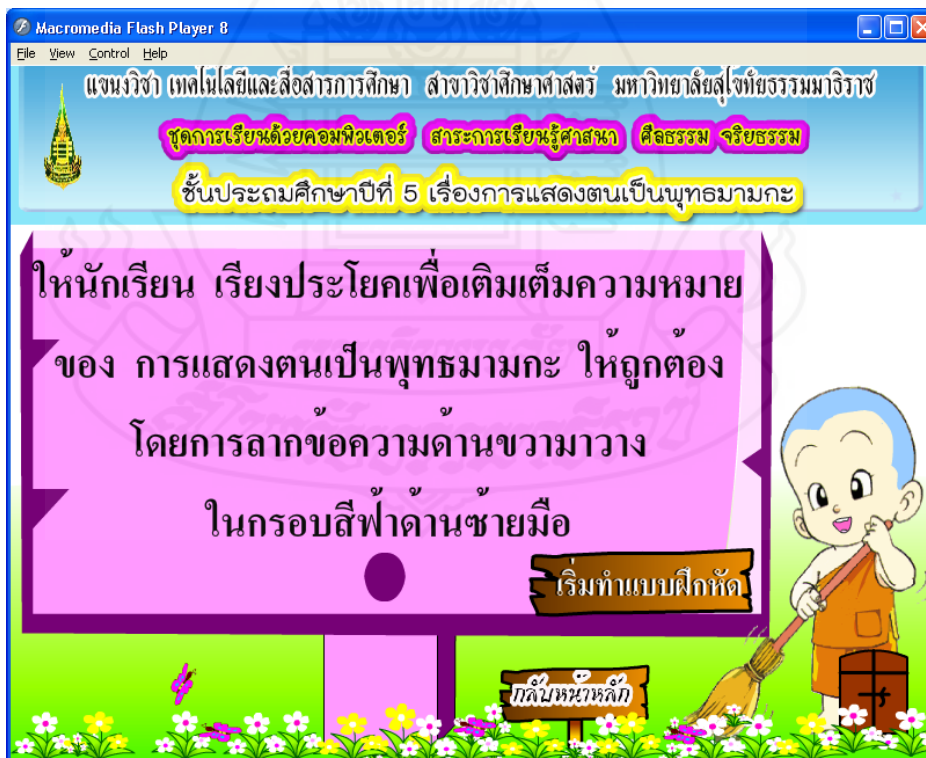 Macromedia Flash Player 8
File View Control Help
แขนงวิชา เทคโนโลยีและสื่อสารการศึกษา สาขาวิชาศึกษาศาสตร์ มหาวิทยาลัยสุโขทัยธรรมมาธิราช
ชุดการเรียนด้วยคอมพิวเตอร์ สาระการเรียนรู้ศาสนา ศีลธรรม จริยธรรม
ชั้นประถมศึกษาปีที่ 5 เรื่องการแสดงตนเป็นพุทธมามกะ
ให้นักเรียน เรียงประโยคเพื่อเติมเต็มความหมาย
ของ การแสดงตนเป็นพุทธมามกะ ให้ถูกต้อง
โดยการลากข้อความด้านขวามาวาง
ในกรอบสีฟ้าด้านซ้ายมือ
เริ่มทำแบบฝึกหัด
กลับหน้าหลัก